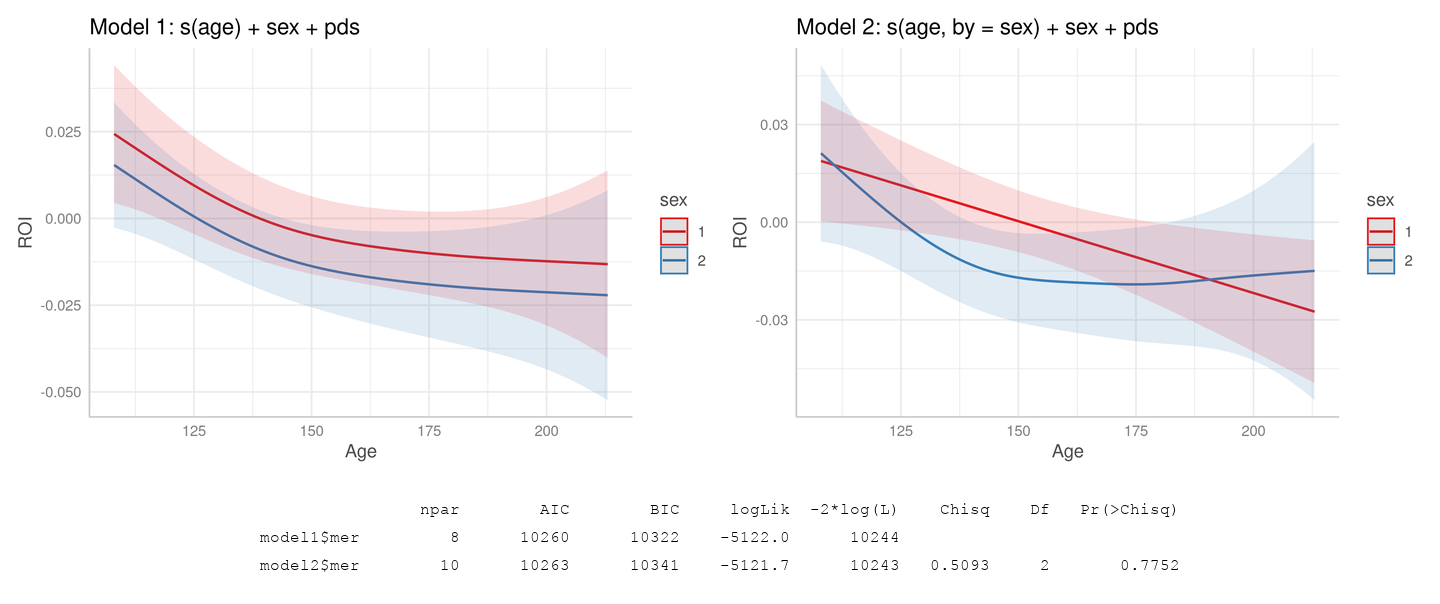 Model 1: s(age) + sex + pds
ROI
0.025
0.000
-0.025
-0.050
125 150 175 200
Age
sex
1
2
Model 2: s(age, by = sex) + sex + pds
ROI
0.03
0.00
-0.03
125 150 175 200
Age
sex
1
2
npar AIC BIC logLik -2*log(L) Chisq Df Pr(>Chisq)
model1$mer 8 10260 10322 -5122.0 10244
model2$mer 10 10263 10341 -5121.7 10243 0.5093 2 0.7752